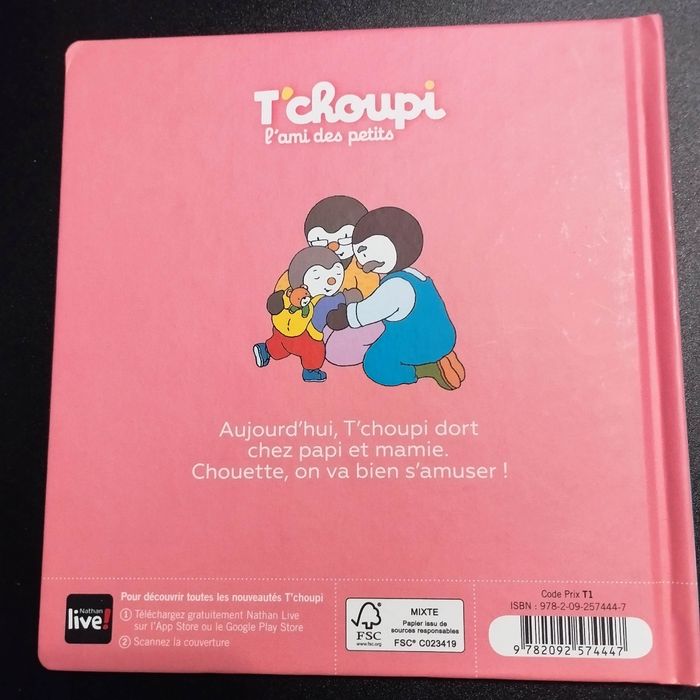 T'choupi
l'ami des petits
Aujourd'hui, T'choupi dort
chez papi et mamie.
Chouette, on va bien s'amuser !
Nathan
live!
Pour découvrir toutes les nouveautés T'choupi
1 Téléchargez gratuitement Nathan Live
sur l'App Store ou le Google Play Store
2 Scannez la couverture
FSC
www.fsc.org
MIXTE
Papier issu de
sources responsables
FSC® C023419
Code Prix T1
ISBN : 978-2-09-257444-7
9 782092 574447